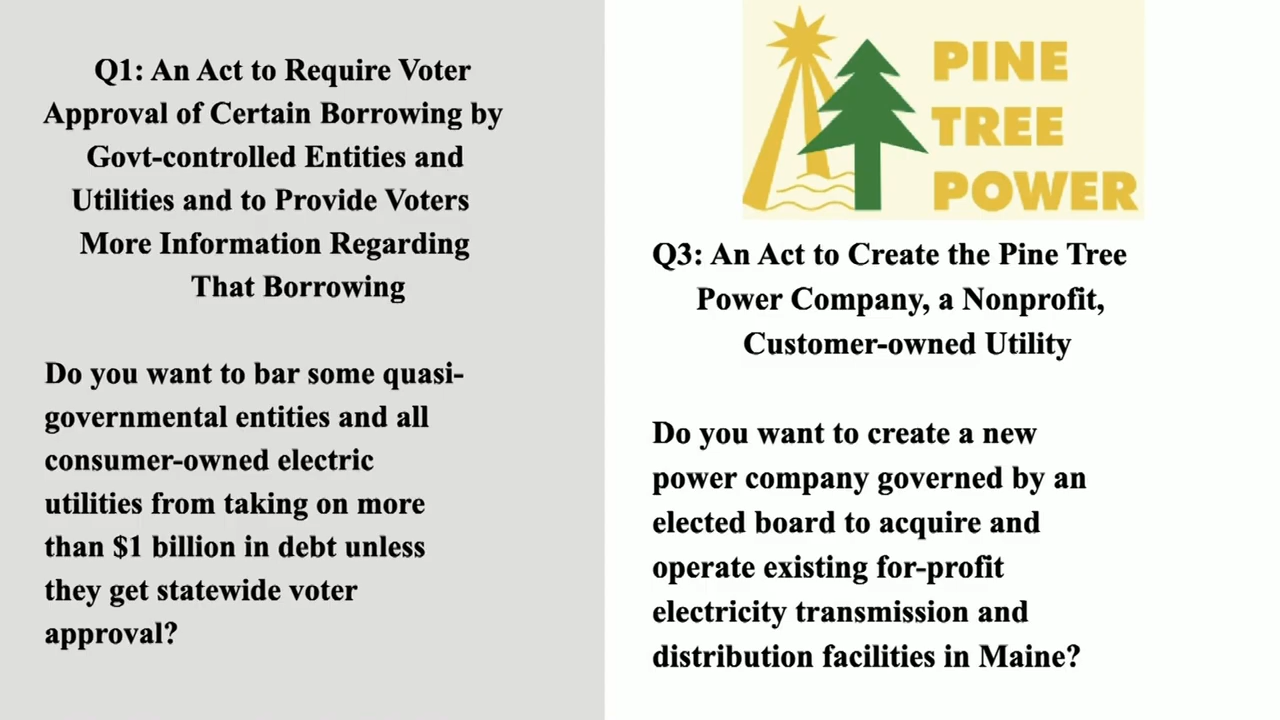 Q1: An Act to Require Voter
Approval of Certain Borrowing by
Govt-controlled Entities and
Utilities and to Provide Voters
More Information Regarding
That Borrowing
Do you want to bar some quasi-
governmental entities and all
consumer-owned electric
utilities from taking on more
than $1 billion in debt unless
they get statewide voter
approval?
PINE
TREE
POWER
Q3: An Act to Create the Pine Tree
Power Company, a Nonprofit,
Customer-owned Utility
Do you want to create a new
power company governed by an
elected board to acquire and
operate existing for-profit
electricity transmission and
distribution facilities in Maine?